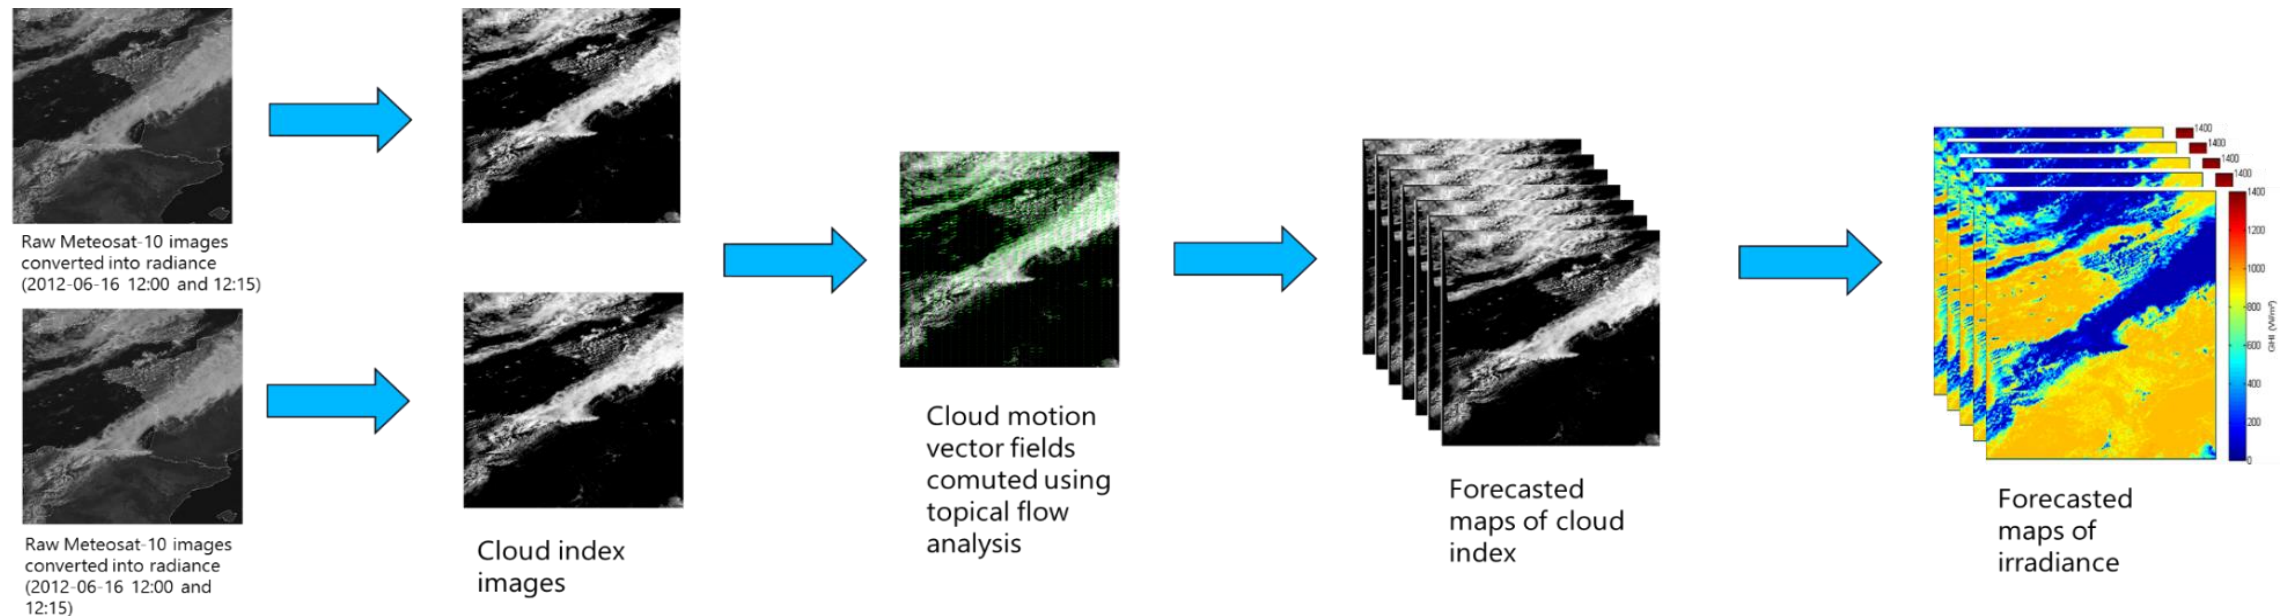 Raw Meteosat-10 images
converted into radiance
(2012-06-16 12:00 and 12:15)
Raw Meteosat-10 images
converted into radiance
(2012-06-16 12:00 and
12:15)
Cloud index
images
Cloud motion
vector fields
comuted using
topical flow
analysis
Forecasted
maps of cloud
index
1400
1400
1400
1400
1400
1200
1000
800
600
400
200
0
GHI (W/m²)
Forecasted
maps of
irradiance